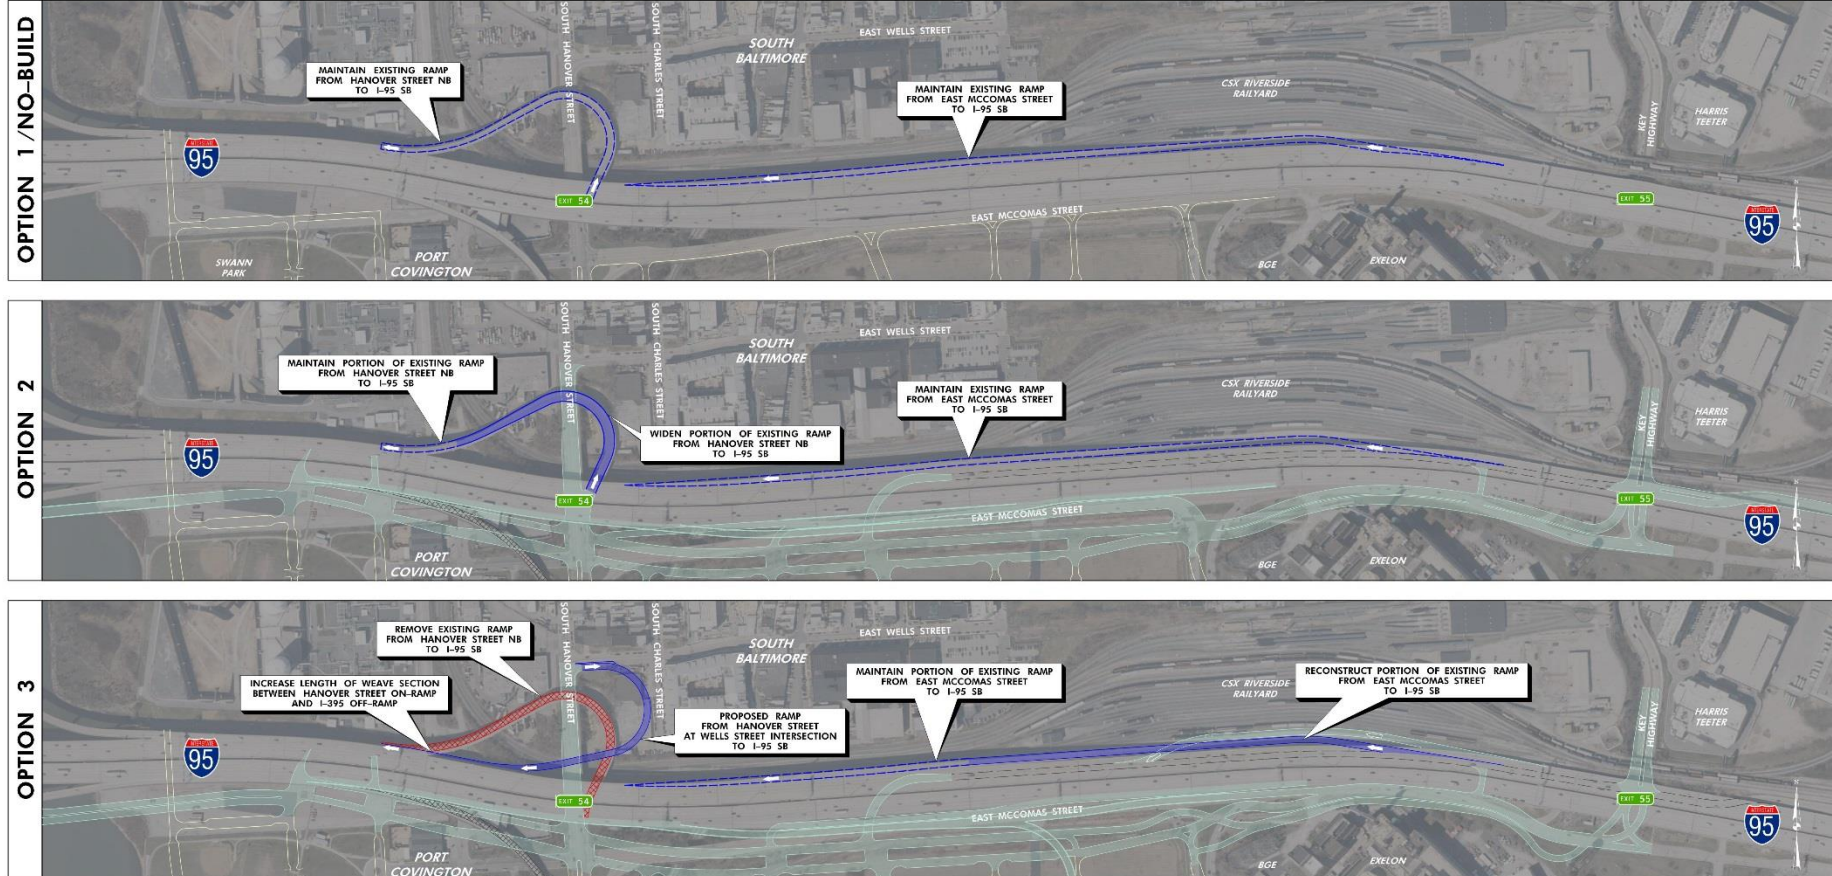 OPTION 1 /NO-BUILD
MAINTAIN EXISTING RAMP
FROM HANOVER STREET NB
TO I-95 SB
SOUTH HANOVER STREET
SOUTH CHARLES STREET
SOUTH
BALTIMORE
EAST WELLS STREET
MAINTAIN EXISTING RAMP
FROM EAST MCCOMAS STREET
TO I-95 SB
CSX RIVERSIDE
RAILYARD
KEY
HIGHWAY
HARRIS
TEETER
INTERSTATE
95
EXIT 54
EAST MCCOMAS STREET
EXIT 55
INTERSTATE
95
SWANN
PARK
PORT
COVINGTON
BGE
EXELON
OPTION 2
MAINTAIN PORTION OF EXISTING RAMP
FROM HANOVER STREET NB
TO I-95 SB
SOUTH HANOVER STREET
SOUTH CHARLES STREET
SOUTH
BALTIMORE
EAST WELLS STREET
WIDEN PORTION OF EXISTING RAMP
FROM HANOVER STREET NB
TO I-95 SB
MAINTAIN EXISTING RAMP
FROM EAST MCCOMAS STREET
TO I-95 SB
CSX RIVERSIDE
RAILYARD
KEY
HIGHWAY
HARRIS
TEETER
INTERSTATE
95
EXIT 54
EAST MCCOMAS STREET
EXIT 55
INTERSTATE
95
PORT
COVINGTON
BGE
EXELON
OPTION 3
REMOVE EXISTING RAMP
FROM HANOVER STREET NB
TO I-95 SB
INCREASE LENGTH OF WEAVE SECTION
BETWEEN HANOVER STREET ON-RAMP
AND I-395 OFF-RAMP
SOUTH HANOVER STREET
SOUTH CHARLES STREET
SOUTH
BALTIMORE
EAST WELLS STREET
PROPOSED RAMP
FROM HANOVER STREET
AT WELLS STREET INTERSECTION
TO I-95 SB
MAINTAIN PORTION OF EXISTING RAMP
FROM EAST MCCOMAS STREET
TO I-95 SB
CSX RIVERSIDE
RAILYARD
RECONSTRUCT PORTION OF EXISTING RAMP
FROM EAST MCCOMAS STREET
TO I-95 SB
KEY
HIGHWAY
HARRIS
TEETER
INTERSTATE
95
EXIT 54
EAST MCCOMAS STREET
EXIT 55
INTERSTATE
95
PORT
COVINGTON
BGE
EXELON